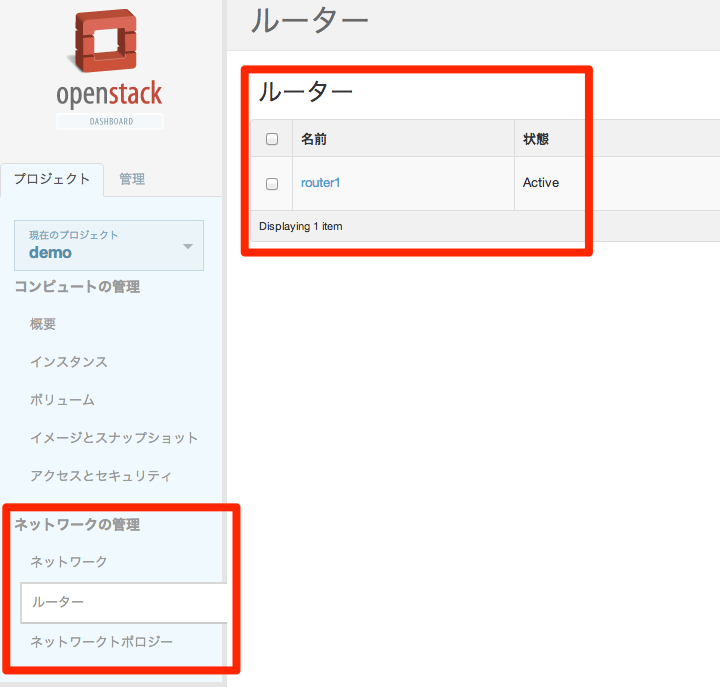 openstack
DASHBOARD
プロジェクト
管理
現在のプロジェクト
demo
コンピュートの管理
概要
インスタンス
ボリューム
イメージとスナップショット
アクセスとセキュリティ
ネットワークの管理
ネットワーク
ルーター
ネットワークトポロジー
ルーター
ルーター
名前 状態
router1 Active
Displaying 1 item